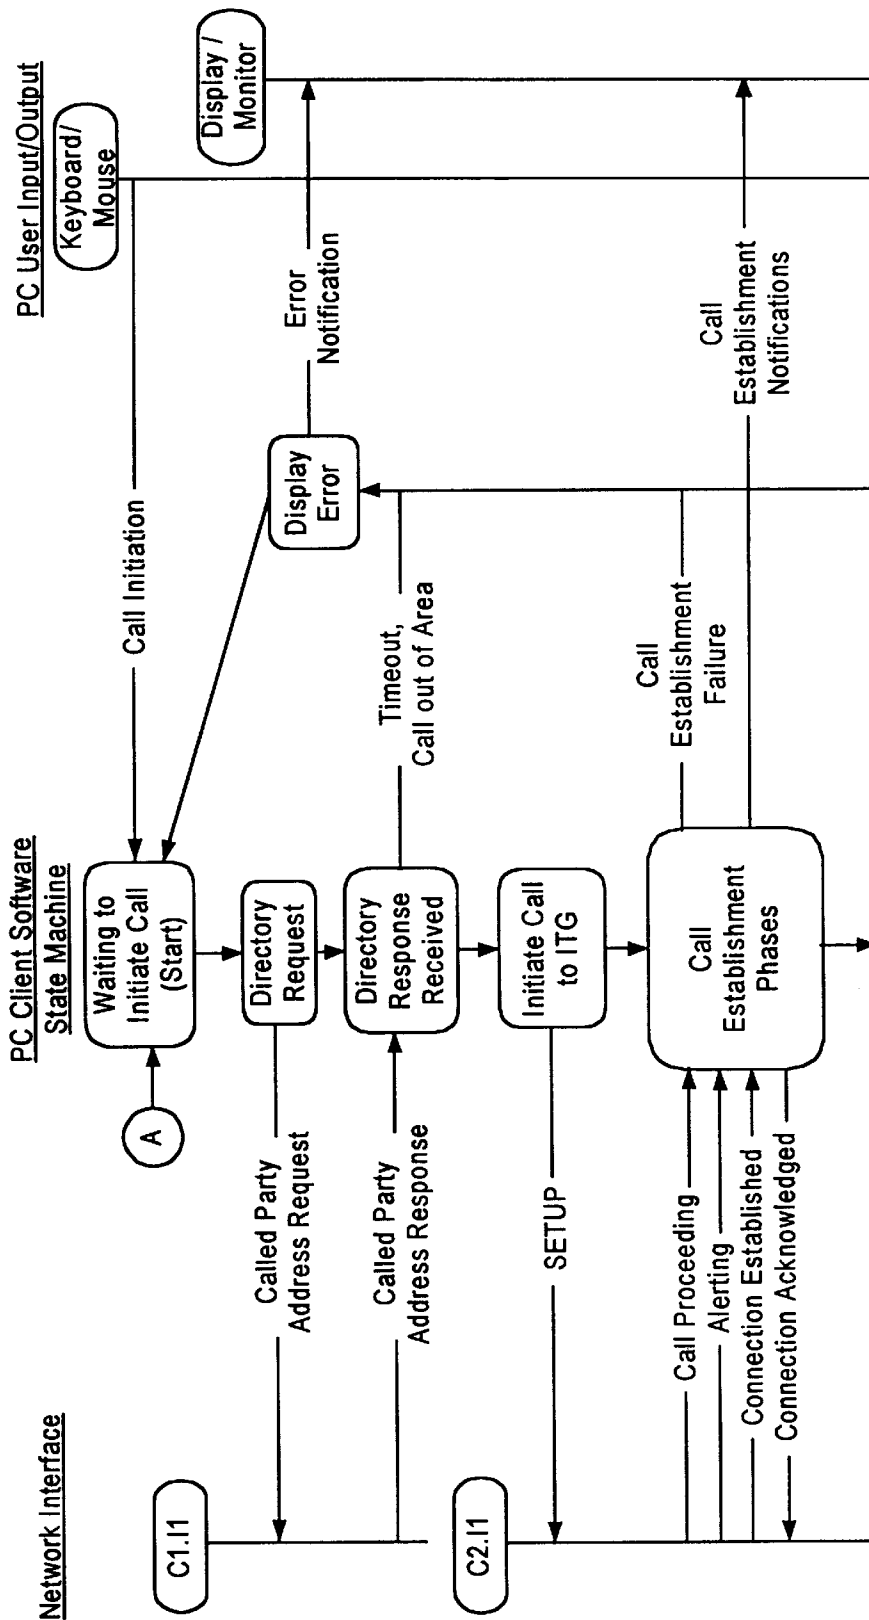 Network Interface
PC Client Software
State Machine
PC User Input/Output
Keyboard/
Mouse
Display /
Monitor
C1.I1
A
Waiting to
Initiate Call
(Start)
Call Initiation
Called Party
Address Request
Directory
Request
Display
Error
Error
Notification
Called Party
Address Response
Directory
Response
Received
Timeout,
Call out of Area
C2.I1
SETUP
Initiate Call
to ITG
Call Proceeding
Alerting
Connection Established
Connection Acknowledged
Call
Establishment
Phases
Call
Establishment
Failure
Call
Establishment
Notifications